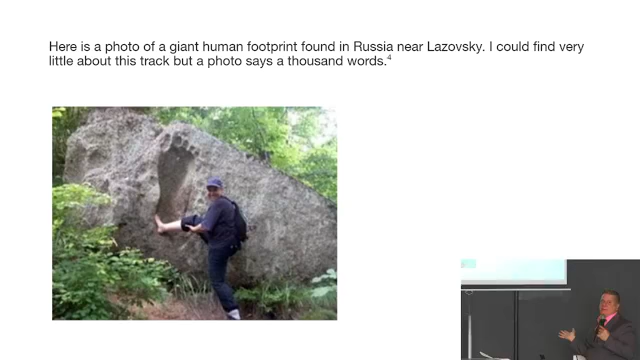 Here is a photo of a giant human footprint found in Russia near Lazovsky. I could find very
little about this track but a photo says a thousand words.4